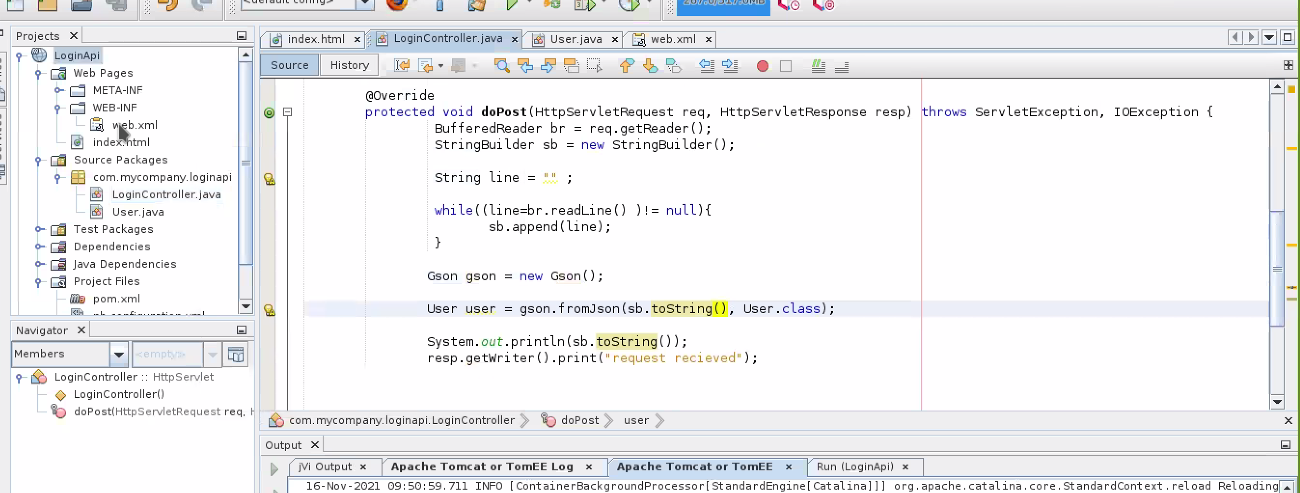 <default config>
Projects
LoginApi
Web Pages
META-INF
WEB-INF
web.xml
index.html
Source Packages
com.mycompany.loginapi
LoginController.java
User.java
Test Packages
Dependencies
Java Dependencies
Project Files
pom.xml
nb-configuration.xml
Navigator
Members
<empty>
LoginController :: HttpServlet
LoginController()
doPost(HttpServletRequest req, H
index.html
LoginController.java
User.java
web.xml
Source
History
@Override
protected void doPost(HttpServletRequest req, HttpServletResponse resp) throws ServletException, IOException {
BufferedReader br = req.getReader();
StringBuilder sb = new StringBuilder();
String line = "" ;
while((line=br.readLine() )!= null){
sb.append(line);
}
Gson gson = new Gson();
User user = gson.fromJson(sb.toString(), User.class);
System.out.println(sb.toString());
resp.getWriter().print("request recieved");
com.mycompany.loginapi.LoginController
doPost
user
Output
jVi Output
Apache Tomcat or TomEE Log
Apache Tomcat or TomEE
Run (LoginApi)
16-Nov-2021 09:50:59.711 INFO [ContainerBackgroundProcessor[StandardEngine[Catalina]]] org.apache.catalina.core.StandardContext.reload Reloading